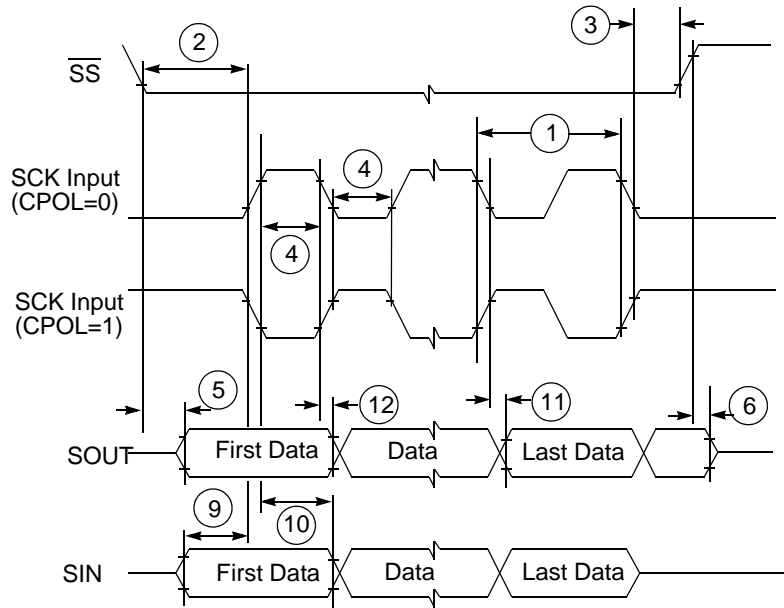 2
3
SS
1
SCK Input
(CPOL=0)
4
4
SCK Input
(CPOL=1)
5
12
11
6
SOUT
First Data
Data
Last Data
9
10
SIN
First Data
Data
Last Data